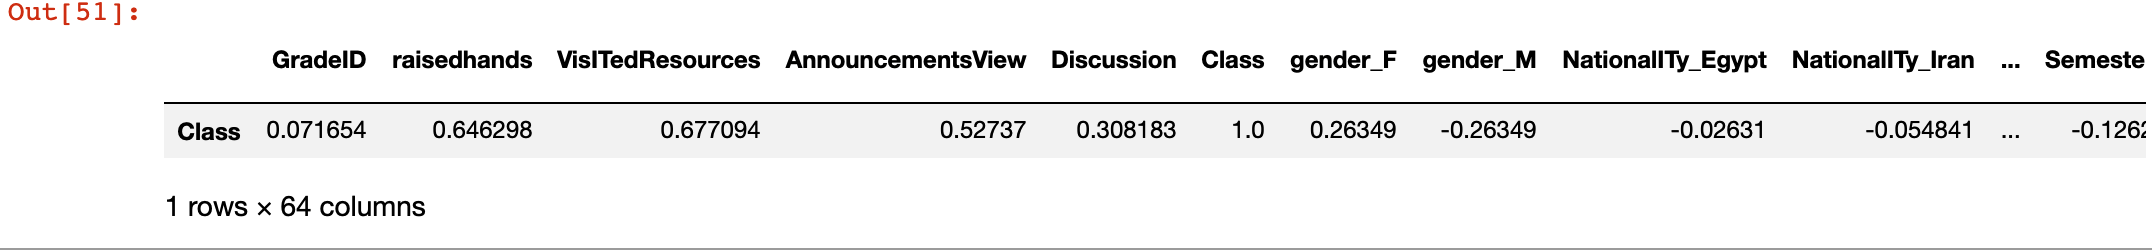 Out[51]:
GradeID raisedhands VisITedResources AnnouncementsView Discussion Class gender_F gender_M NationalITy_Egypt NationalITy_Iran ... Semeste
Class 0.071654 0.646298 0.677094 0.52737 0.308183 1.0 0.26349 -0.26349 -0.02631 -0.054841 ... -0.1262
1 rows × 64 columns